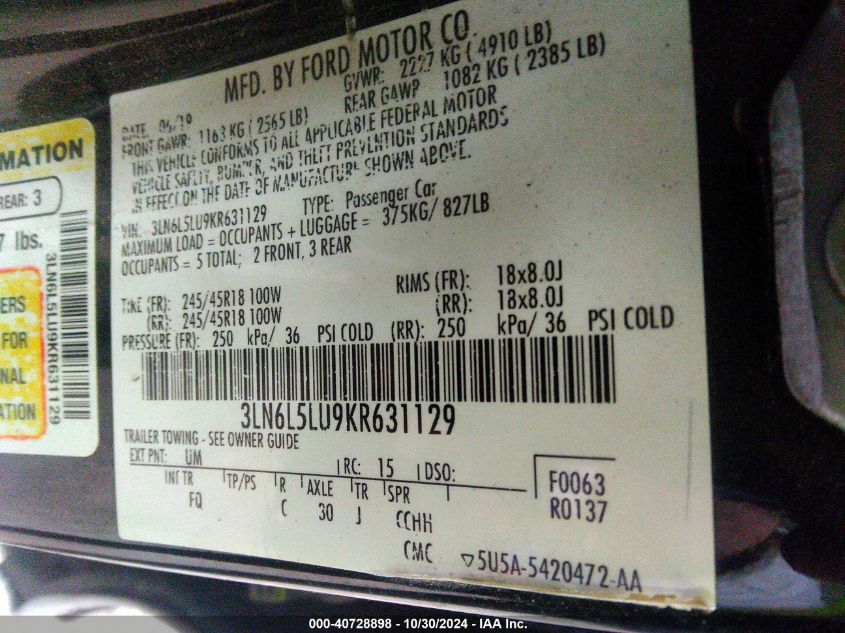 MFD. BY FORD MOTOR CO.
DATE: 06/19 GVWR: 2227 KG ( 4910 LB)
FRONT GAWR: 1163 KG ( 2565 LB) REAR GAWR 1082 KG ( 2385 LB)
THIS VEHICLE CONFORMS TO ALL APPLICABLE FEDERAL MOTOR
VEHICLE SAFETY, BUMPER, AND THEFT PREVENTION STANDARDS
IN EFFECT ON THE DATE OF MANUFACTURE SHOWN ABOVE.
VIN: 3LN6L5LU9KR631129 TYPE: Passenger Car
MAXIMUM LOAD = OCCUPANTS + LUGGAGE = 375KG/ 827LB
OCCUPANTS = 5 TOTAL; 2 FRONT, 3 REAR
TIRE (FR): 245/45R18 100W RIMS (FR): 18x8.0J
(RR): 245/45R18 100W (RR): 18x8.0J
PRESSURE (FR): 250 kPa/ 36 PSI COLD (RR): 250 kPa/ 36 PSI COLD
3LN6L5LU9KR631129
TRAILER TOWING - SEE OWNER GUIDE
EXT PNT: UM RC: 15 DSO:
INT TR TP/PS R AXLE TR SPR
FQ C 30 J CCHH
CMC
F0063
R0137
▽5U5A-5420472-AA
MATION
REAR: 3
7 lbs.
3LN6L5LU9KR631129
ERS
FOR
NAL
ATION
000-40728898 - 10/30/2024 - IAA Inc.